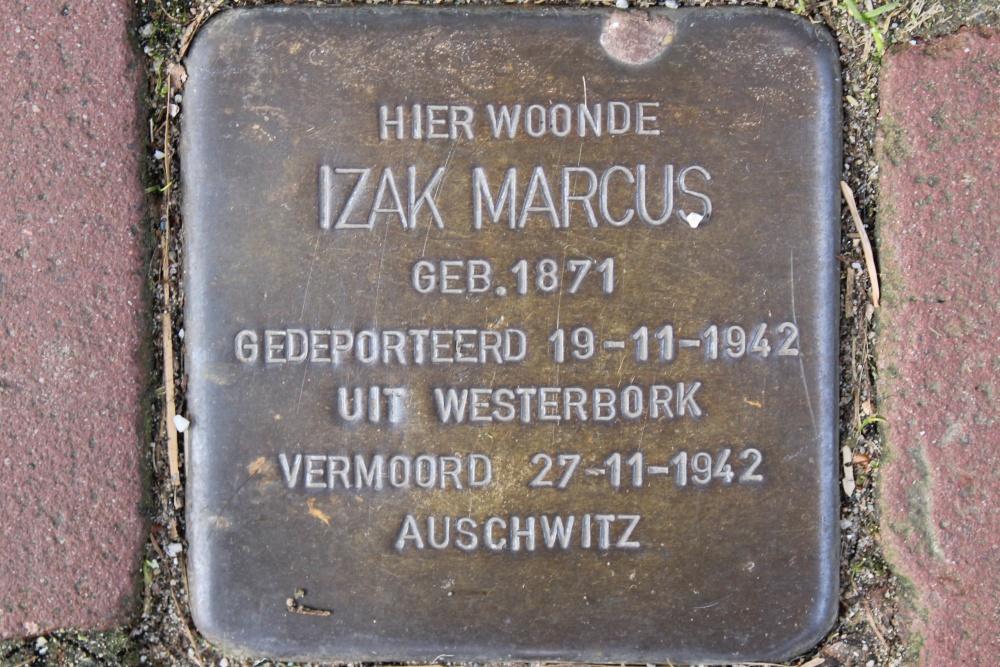 HIER WOONDE
IZAK MARCUS
GEB. 1871
GEDEPORTEERD 19-11-1942
UIT WESTERBORK
VERMOORD 27-11-1942
AUSCHWITZ